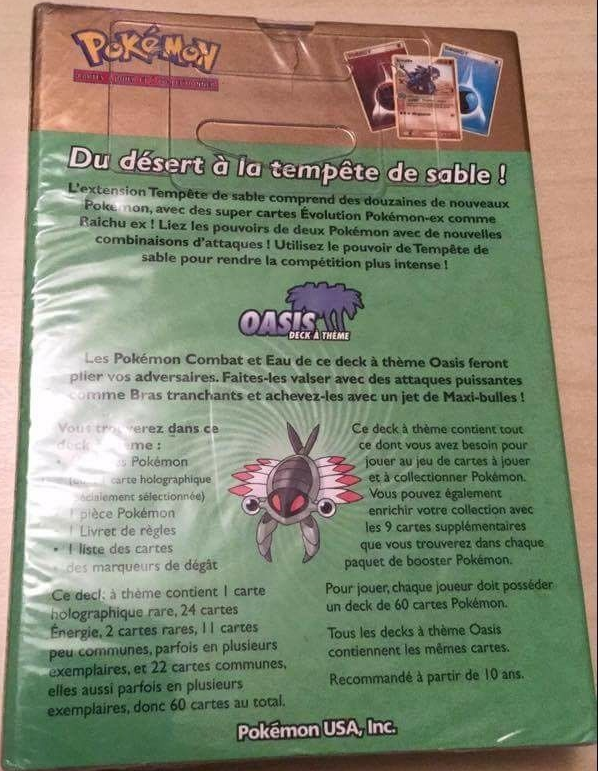 POKéMON
Du désert à la tempête de sable !
L'extension Tempête de sable comprend des douzaines de nouveaux
Pokémon, avec des super cartes Évolution Pokémon-ex comme
Raichu ex ! Liez les pouvoirs de deux Pokémon avec de nouvelles
combinaisons d'attaques ! Utilisez le pouvoir de Tempête de
sable pour rendre la compétition plus intense !
OASIS
DECK À THÈME
Les Pokémon Combat et Eau de ce deck à thème Oasis feront
plier vos adversaires. Faites-les valser avec des attaques puissantes
comme Bras tranchants et achevez-les avec un jet de Maxi-bulles !
Vous trouverez dans ce
deck à thème :
Pokémon
carte holographique
spécialement sélectionnée)
1 pièce Pokémon
1 Livret de règles
• 1 liste des cartes
des marqueurs de dégât
Ce deck à thème contient 1 carte
holographique rare, 24 cartes
Énergie, 2 cartes rares, 11 cartes
peu communes, parfois en plusieurs
exemplaires, et 22 cartes communes,
elles aussi parfois en plusieurs
exemplaires, donc 60 cartes au total.
Ce deck à thème contient tout
ce dont vous avez besoin pour
jouer au jeu de cartes à jouer
et à collectionner Pokémon.
Vous pouvez également
enrichir votre collection avec
les 9 cartes supplémentaires
que vous trouverez dans chaque
paquet de booster Pokémon.
Pour jouer, chaque joueur doit posséder
un deck de 60 cartes Pokémon.
Tous les decks à thème Oasis
contiennent les mêmes cartes.
Recommandé à partir de 10 ans.
Pokémon USA, Inc.